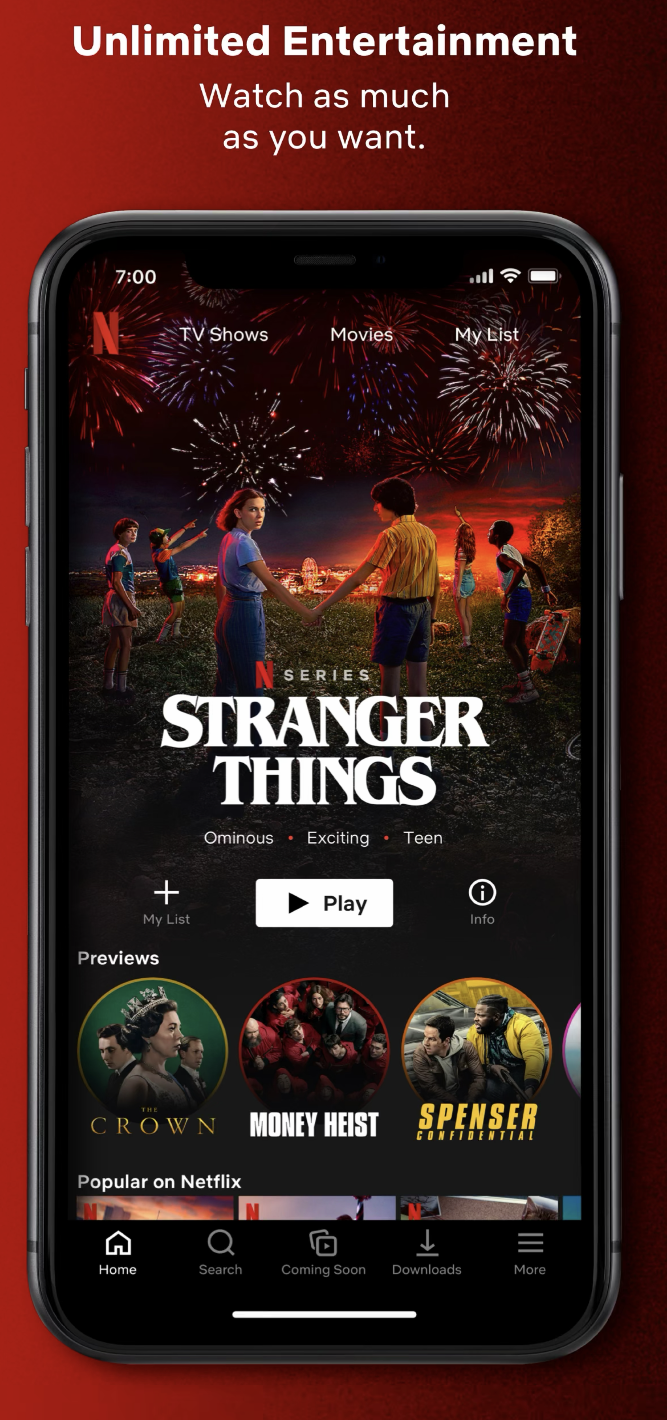 Unlimited Entertainment
Watch as much
as you want.
7:00
N
TV Shows Movies My List
N SERIES
STRANGER
THINGS
Ominous • Exciting • Teen
My List
Play
Info
Previews
THE
CROWN
MONEY HEIST
SPENSER
CONFIDENTIAL
Popular on Netflix
N N N
Home Search Coming Soon Downloads More